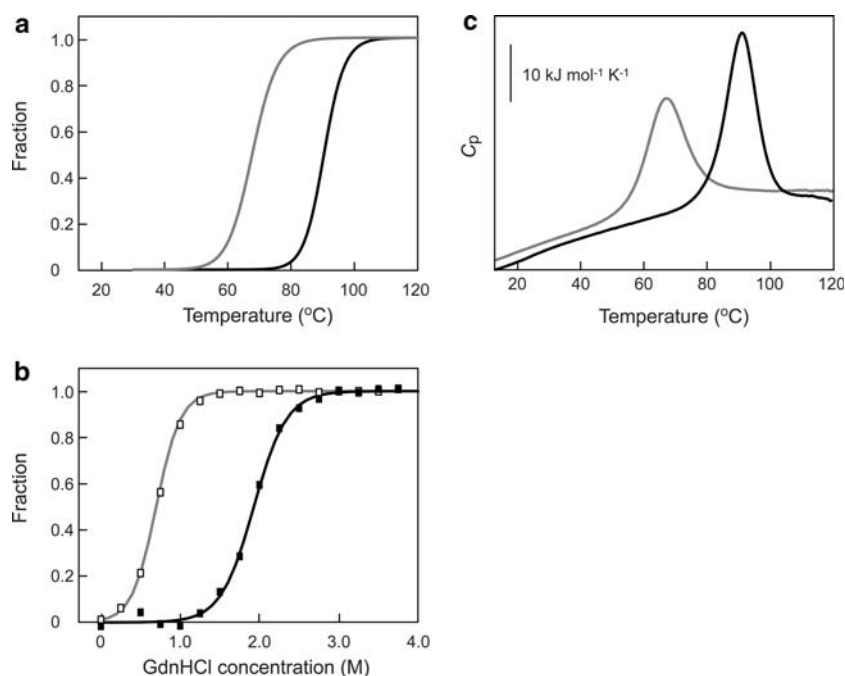 a
1.0
0.8
0.6
0.4
0.2
0
Fraction
20 40 60 80 100 120
Temperature (ºC)
c
10 kJ mol-1 K-1
Cp
20 40 60 80 100 120
Temperature (ºC)
b
1.0
0.8
0.6
0.4
0.2
0
Fraction
0 1.0 2.0 3.0 4.0
GdnHCl concentration (M)